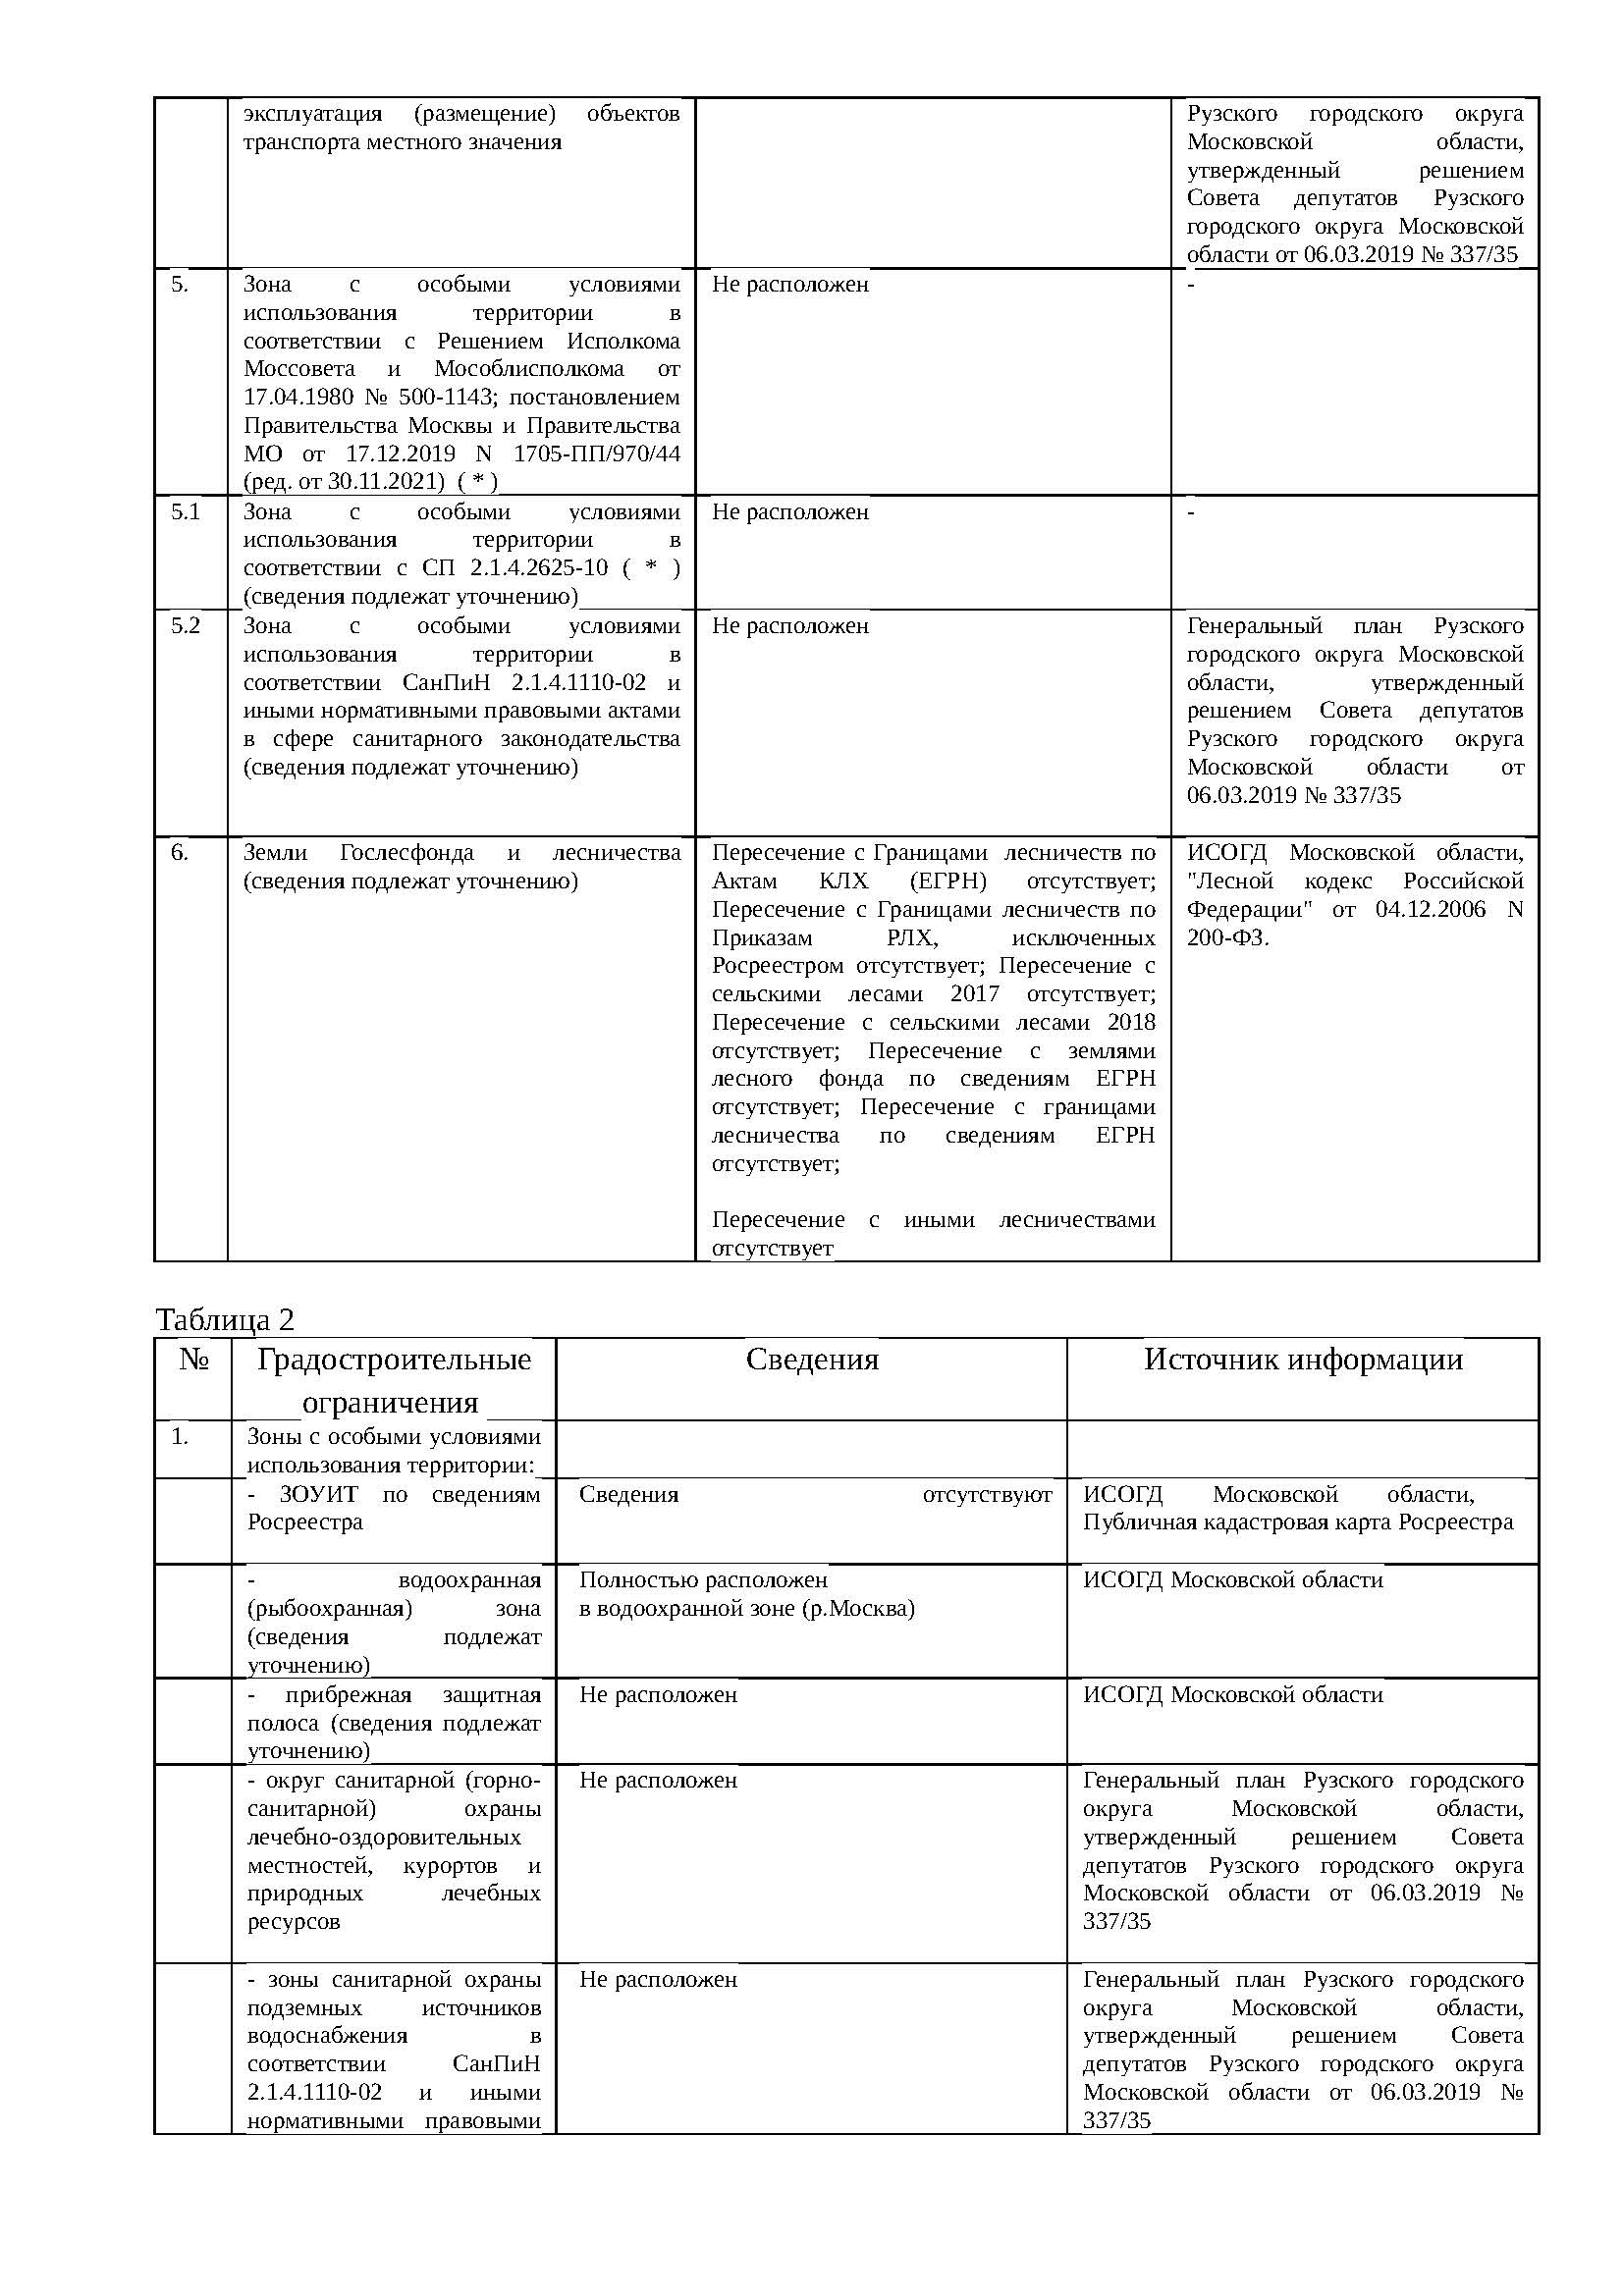 эксплуатация (размещение) объектов
транспорта местного значения
Рузского городского округа
Московской области,
утвержденный решением
Совета депутатов Рузского
городского округа Московской
области от 06.03.2019 № 337/35
5.
Зона с особыми условиями
использования территории в
соответствии с Решением Исполкома
Моссовета и Мособлисполкома от
17.04.1980 № 500-1143; постановлением
Правительства Москвы и Правительства
МО от 17.12.2019 N 1705-ПП/970/44
(ред. от 30.11.2021) ( * )
Не расположен
-
5.1
Зона с особыми условиями
использования территории в
соответствии с СП 2.1.4.2625-10 ( * )
(сведения подлежат уточнению)
Не расположен
-
5.2
Зона с особыми условиями
использования территории в
соответствии СанПиН 2.1.4.1110-02 и
иными нормативными правовыми актами
в сфере санитарного законодательства
(сведения подлежат уточнению)
Не расположен
Генеральный план Рузского
городского округа Московской
области, утвержденный
решением Совета депутатов
Рузского городского округа
Московской области от
06.03.2019 № 337/35
6.
Земли Гослесфонда и лесничества
(сведения подлежат уточнению)
Пересечение с Границами лесничеств по
Актам КЛХ (ЕГРН) отсутствует;
Пересечение с Границами лесничеств по
Приказам РЛХ, исключенных
Росреестром отсутствует; Пересечение с
сельскими лесами 2017 отсутствует;
Пересечение с сельскими лесами 2018
отсутствует; Пересечение с землями
лесного фонда по сведениям ЕГРН
отсутствует; Пересечение с границами
лесничества по сведениям ЕГРН
отсутствует;
Пересечение с иными лесничествами
отсутствует
ИСОГД Московской области,
"Лесной кодекс Российской
Федерации" от 04.12.2006 N
200-ФЗ.
Таблица 2
№
Градостроительные
ограничения
Сведения
Источник информации
1.
Зоны с особыми условиями
использования территории:
- ЗОУИТ по сведениям
Росреестра
Сведения отсутствуют
ИСОГД Московской области,
Публичная кадастровая карта Росреестра
- водоохранная
(рыбоохранная) зона
(сведения подлежат
уточнению)
Полностью расположен
в водоохранной зоне (р.Москва)
ИСОГД Московской области
- прибрежная защитная
полоса (сведения подлежат
уточнению)
Не расположен
ИСОГД Московской области
- округ санитарной (горно-
санитарной) охраны
лечебно-оздоровительных
местностей, курортов и
природных лечебных
ресурсов
Не расположен
Генеральный план Рузского городского
округа Московской области,
утвержденный решением Совета
депутатов Рузского городского округа
Московской области от 06.03.2019 №
337/35
- зоны санитарной охраны
подземных источников
водоснабжения в
соответствии СанПиН
2.1.4.1110-02 и иными
нормативными правовыми
Не расположен
Генеральный план Рузского городского
округа Московской области,
утвержденный решением Совета
депутатов Рузского городского округа
Московской области от 06.03.2019 №
337/35